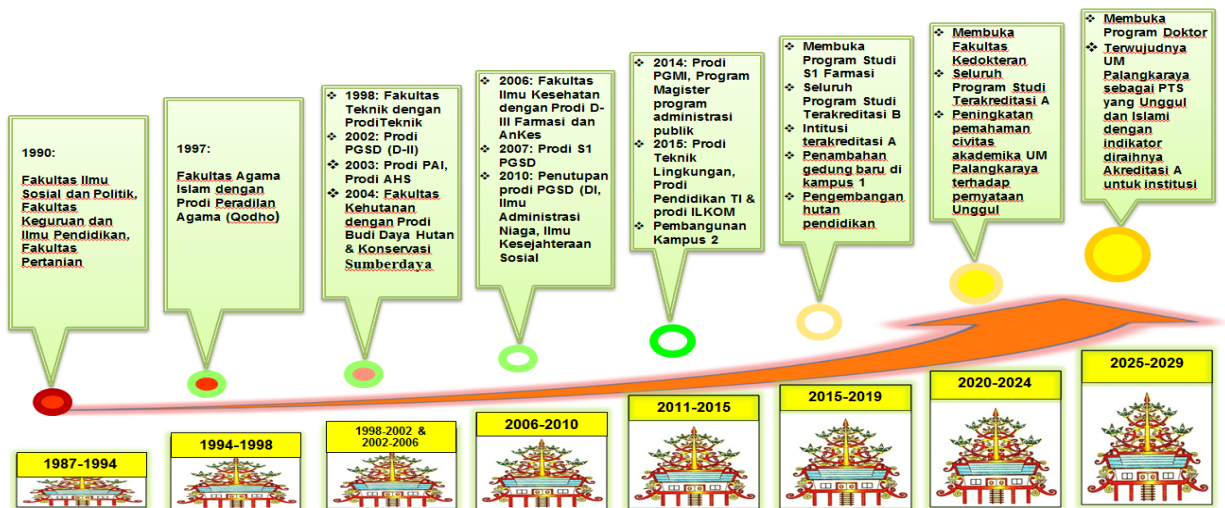 1990:
Fakultas Ilmu
Sosial dan Politik,
Fakultas
Keguruan dan
Ilmu Pendidikan,
Fakultas
Pertanian
1987-1994
1997:
Fakultas Agama
Islam dengan
Prodi Peradilan
Agama (Qodho)
1994-1998
❖ 1998: Fakultas
Teknik dengan
ProdiTeknik
❖ 2002: Prodi
PGSD (D-II)
❖ 2003: Prodi PAI,
Prodi AHS
❖ 2004: Fakultas
Kehutanan
dengan Prodi
Budi Daya Hutan
& Konservasi
Sumberdaya
1998-2002 &
2002-2006
❖ 2006: Fakultas
Ilmu Kesehatan
dengan Prodi D-
III Farmasi dan
AnKes
❖ 2007: Prodi S1
PGSD
❖ 2010: Penutupan
prodi PGSD (DI,
Ilmu
Administrasi
Niaga, Ilmu
Kesejahteraan
Sosial
2006-2010
❖ 2014: Prodi
PGMI, Program
Magister
program
administrasi
publik
❖ 2015: Prodi
Teknik
Lingkungan,
Prodi
Pendidikan TI &
prodi ILKOM
❖ Pembangunan
Kampus 2
2011-2015
❖ Membuka
Program Studi
S1 Farmasi
❖ Seluruh
Program Studi
Terakreditasi B
❖ Intitusi
terakreditasi A
❖ Penambahan
gedung baru di
kampus 1
❖ Pengembangan
hutan
pendidikan
2015-2019
❖ Membuka
Fakultas
Kedokteran
❖ Seluruh
Program Studi
Terakreditasi A
❖ Peningkatan
pemahaman
civitas
akademika UM
Palangkaraya
terhadap
pernyataan
Unggul
2020-2024
❖ Membuka
Program Doktor
❖ Terwujudnya
UM
Palangkaraya
sebagai PTS
yang Unggul
dan Islami
dengan
indikator
diraihnya
Akreditasi A
untuk institusi
2025-2029